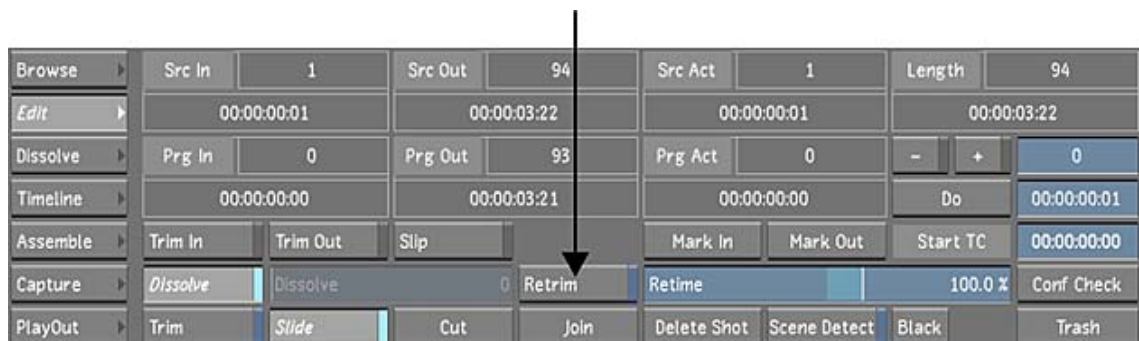 Browse Src In 1 Src Out 94 Src Act 1 Length 94
Edit 00:00:00:01 00:00:03:22 00:00:00:01 00:00:03:22
Dissolve Prg In 0 Prg Out 93 Prg Act 0 - + 0
Timeline 00:00:00:00 00:00:03:21 00:00:00:00 Do 00:00:00:01
Assemble Trim In Trim Out Slip Mark In Mark Out Start TC 00:00:00:00
Capture Dissolve Dissolve 0 Retrim Retime 100.0 % Conf Check
PlayOut Trim Slide Cut Join Delete Shot Scene Detect Black Trash